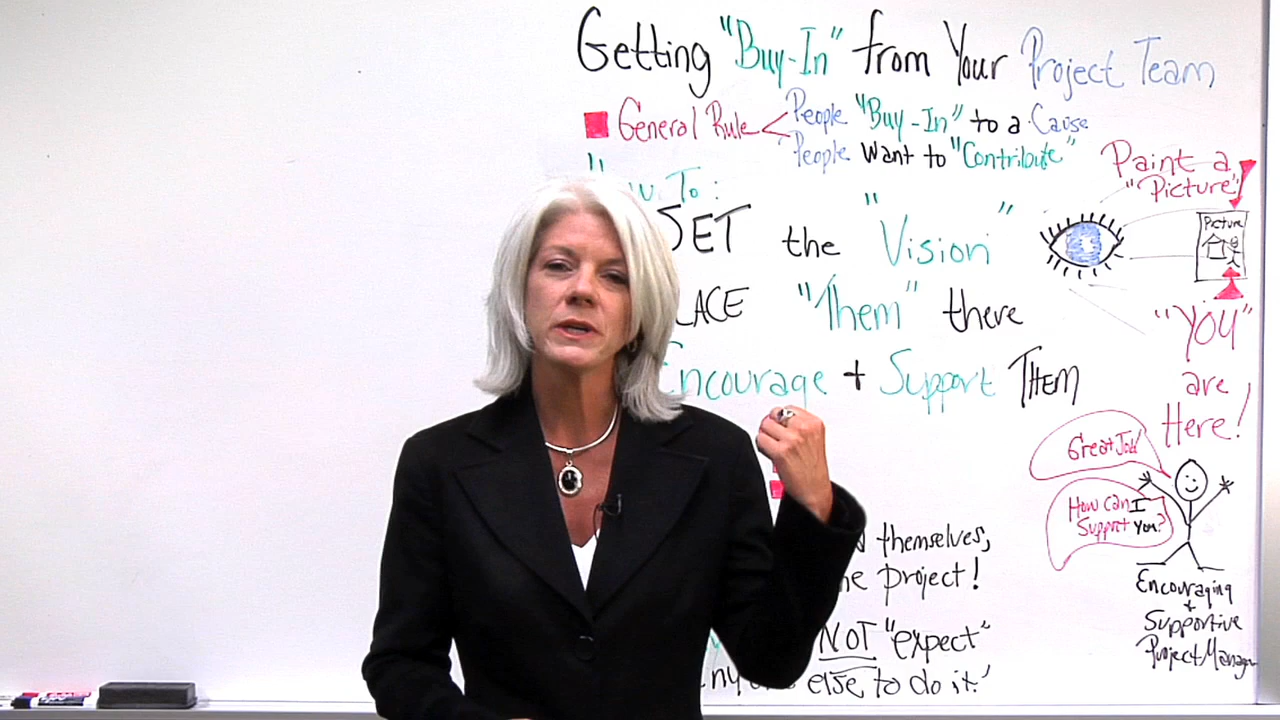 Getting "Buy-In" from Your Project Team
General Rule
People "Buy-In" to a Cause
People Want to "Contribute"
To:
SET the "Vision"
"Them" there
Encourage + Support THEM
themselves,
project!
NOT "expect"
else to do it.'
Paint a
"Picture"!
Picture
"YOU"
are
Here!
Great Job
How can I
Support You?
Encouraging
+
Supportive
Project Manager